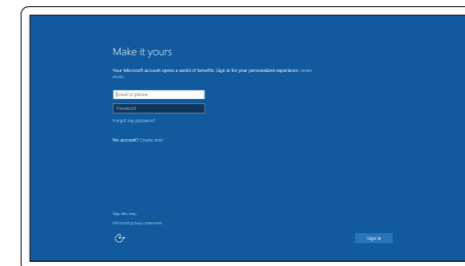 Make it yours
Your Microsoft account opens a world of benefits. Sign in for your personalized experience. Learn
more
Email or phone
Password
Forgot my password
No account? Create one!
Skip this step
Microsoft privacy statement
Sign in